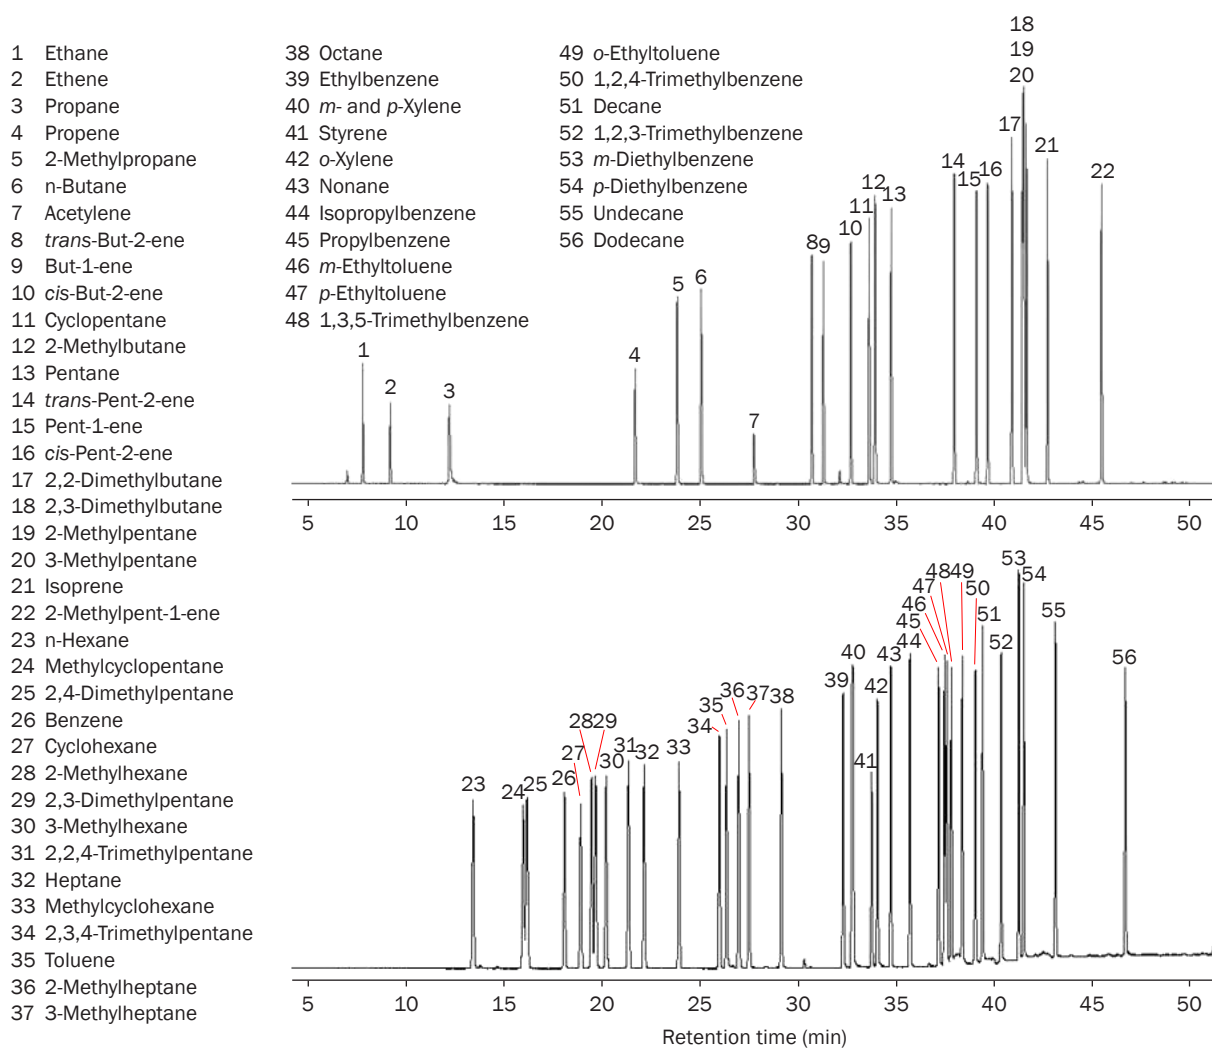 1 Ethane
2 Ethene
3 Propane
4 Propene
5 2-Methylpropane
6 n-Butane
7 Acetylene
8 trans-But-2-ene
9 But-1-ene
10 cis-But-2-ene
11 Cyclopentane
12 2-Methylbutane
13 Pentane
14 trans-Pent-2-ene
15 Pent-1-ene
16 cis-Pent-2-ene
17 2,2-Dimethylbutane
18 2,3-Dimethylbutane
19 2-Methylpentane
20 3-Methylpentane
21 Isoprene
22 2-Methylpent-1-ene
23 n-Hexane
24 Methylcyclopentane
25 2,4-Dimethylpentane
26 Benzene
27 Cyclohexane
28 2-Methylhexane
29 2,3-Dimethylpentane
30 3-Methylhexane
31 2,2,4-Trimethylpentane
32 Heptane
33 Methylcyclohexane
34 2,3,4-Trimethylpentane
35 Toluene
36 2-Methylheptane
37 3-Methylheptane
38 Octane
39 Ethylbenzene
40 m- and p-Xylene
41 Styrene
42 o-Xylene
43 Nonane
44 Isopropylbenzene
45 Propylbenzene
46 m-Ethyltoluene
47 p-Ethyltoluene
48 1,3,5-Trimethylbenzene
49 o-Ethyltoluene
50 1,2,4-Trimethylbenzene
51 Decane
52 1,2,3-Trimethylbenzene
53 m-Diethylbenzene
54 p-Diethylbenzene
55 Undecane
56 Dodecane
1
2
3
4
5
6
7
8
9
10
11
12
13
14
15
16
17
18
19
20
21
22
5 10 15 20 25 30 35 40 45 50
23
24
25
26
27
28
29
30
31
32
33
34
35
36
37
38
39
40
41
42
43
44
45
46
47
48
49
50
51
52
53
54
55
56
5 10 15 20 25 30 35 40 45 50
Retention time (min)